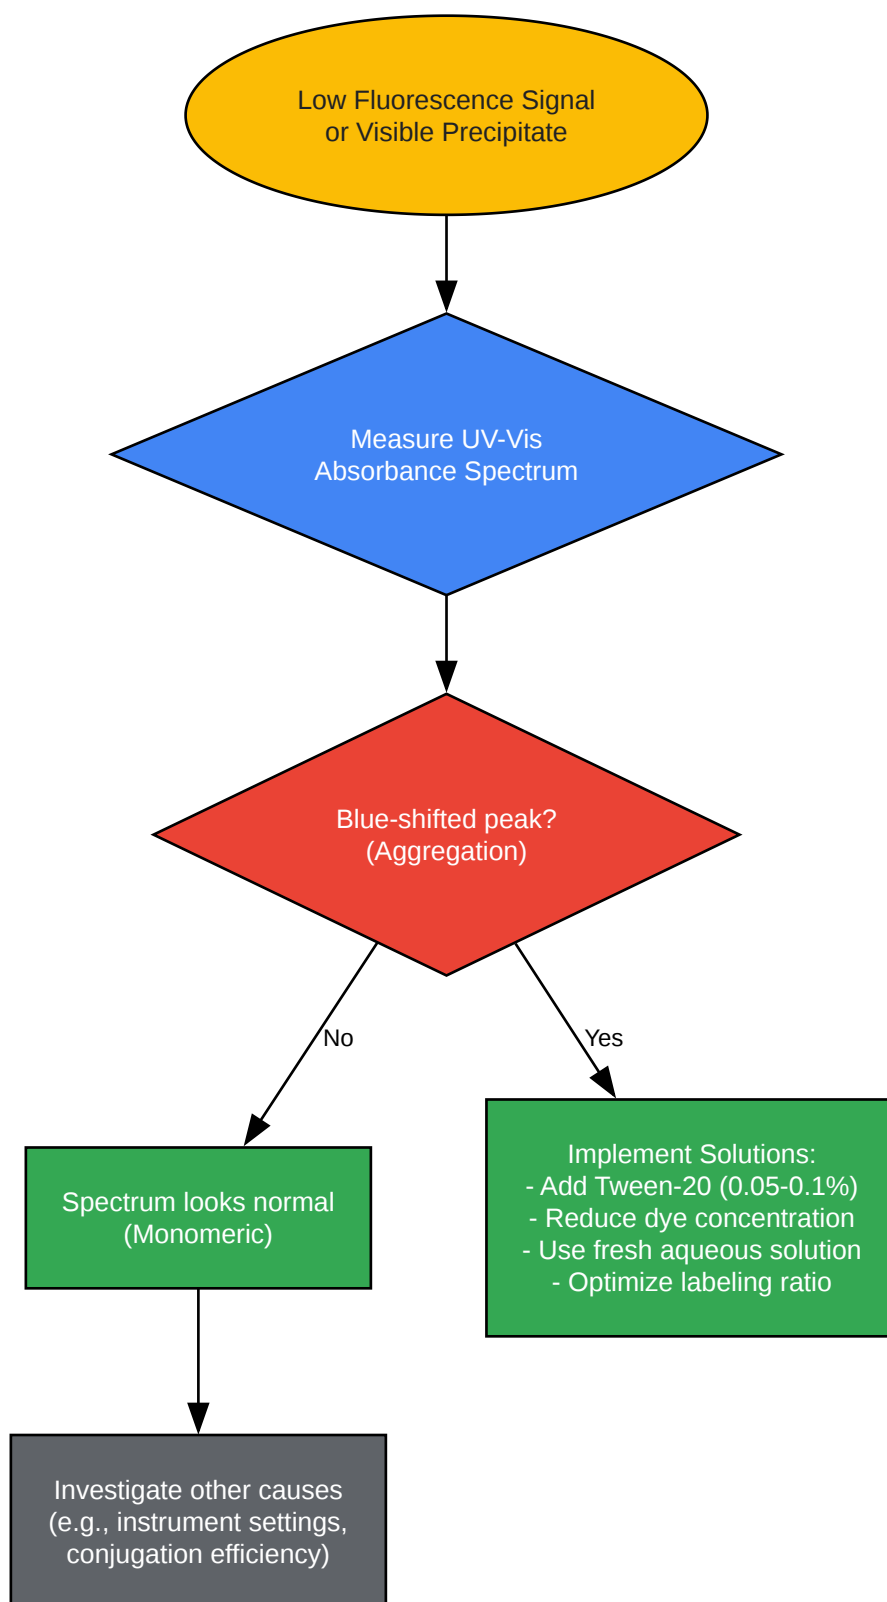 Low Fluorescence Signal
or Visible Precipitate
Measure UV-Vis
Absorbance Spectrum
Blue-shifted peak?
(Aggregation)
No
Yes
Spectrum looks normal
(Monomeric)
Implement Solutions:
- Add Tween-20 (0.05-0.1%)
- Reduce dye concentration
- Use fresh aqueous solution
- Optimize labeling ratio
Investigate other causes
(e.g., instrument settings,
conjugation efficiency)